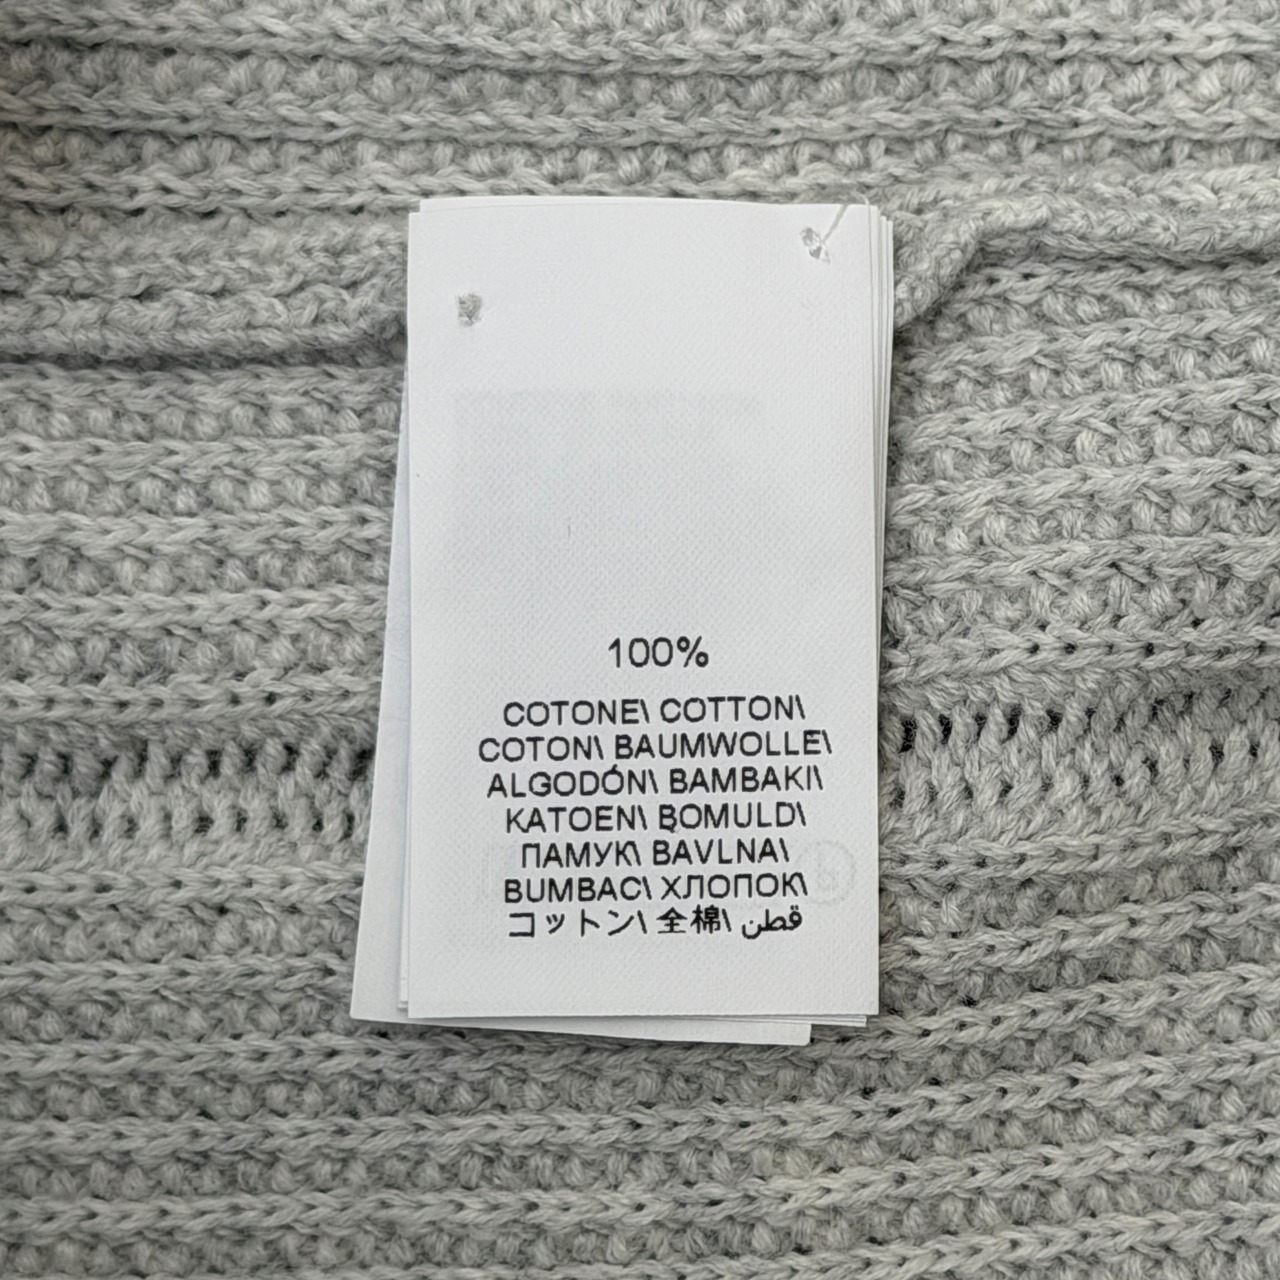 100%
COTONE\ COTTON\
COTON\ BAUMWOLLE\
ALGODÓN\ BAMBAKI\
KATOEN\ BOMULD\
ПАМУК\ BAVLNA\
BUMBAC\ ХЛОПОК\
コットン\ 全棉\ قطن